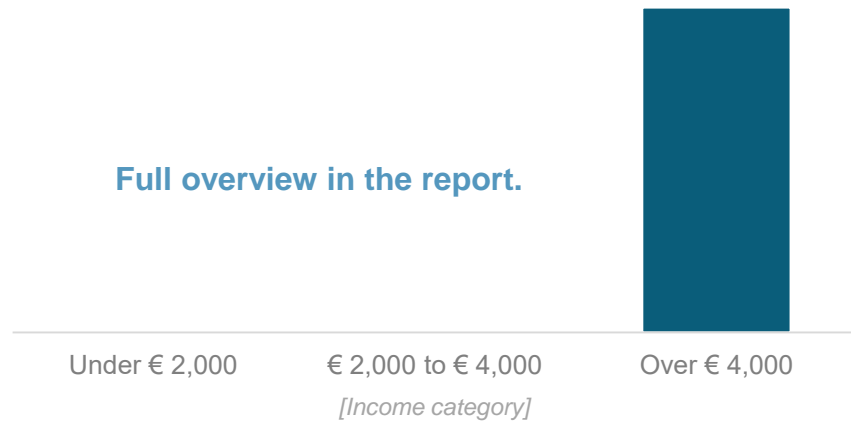 Full overview in the report.
Under € 2,000 € 2,000 to € 4,000 Over € 4,000
[Income category]